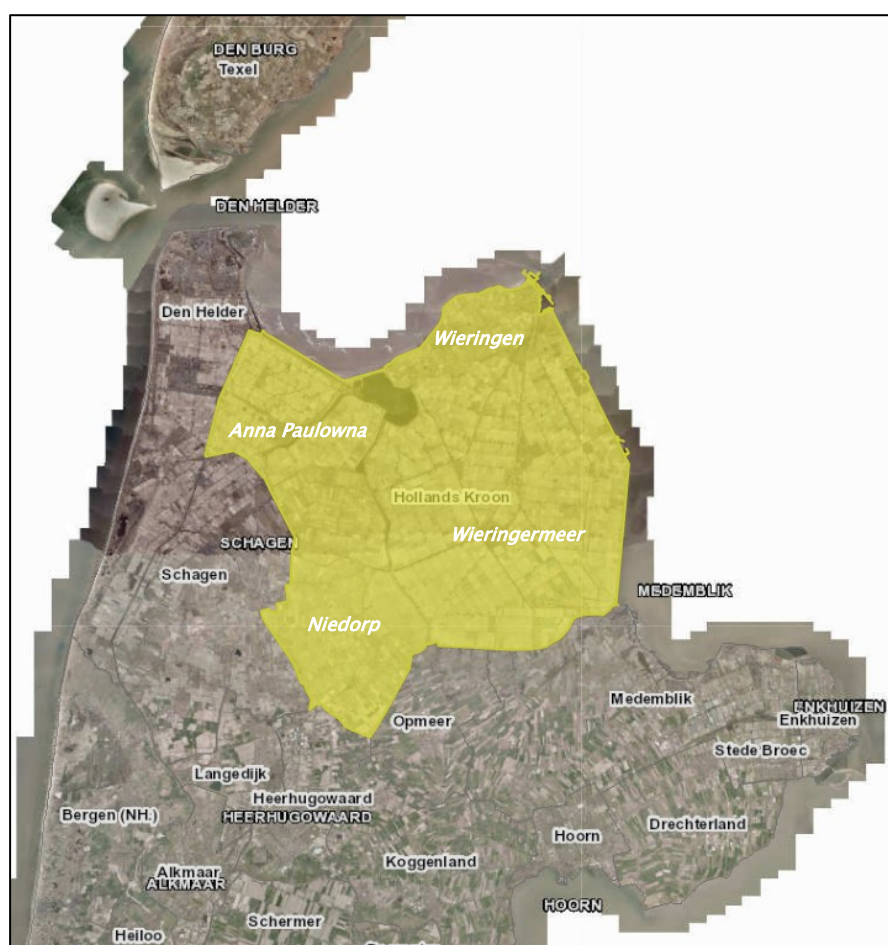 DEN BURG
Texel
DEN HELDER
Den Helder
Wieringen
Anna Paulowna
Hollands Kroon
Wieringermeer
SCHAGEN
Schagen
MEDEMBLIK
Niedorp
Medemblik
ENKHUIZEN
Enkhuizen
Opmeer
Stede Broec
Langedijk
Heerhugowaard
HEERHUGOWAARD
Bergen (NH.)
Drechterland
Hoorn
Koggenland
Alkmaar
ALKMAAR
HOORN
Schermer
Heiloo